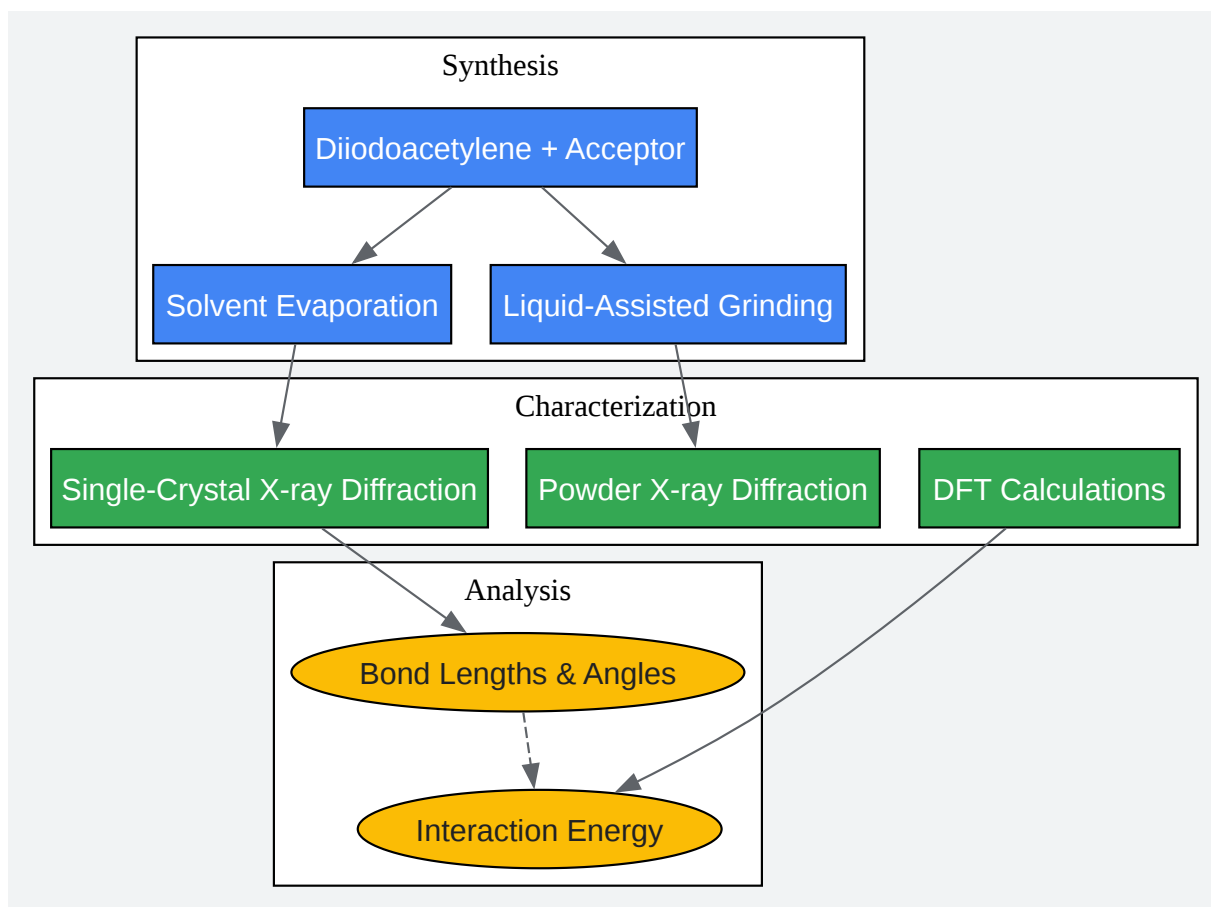 Synthesis
Diiodoacetylene + Acceptor
Solvent Evaporation
Liquid-Assisted Grinding
Characterization
Single-Crystal X-ray Diffraction
Powder X-ray Diffraction
DFT Calculations
Analysis
Bond Lengths & Angles
Interaction Energy